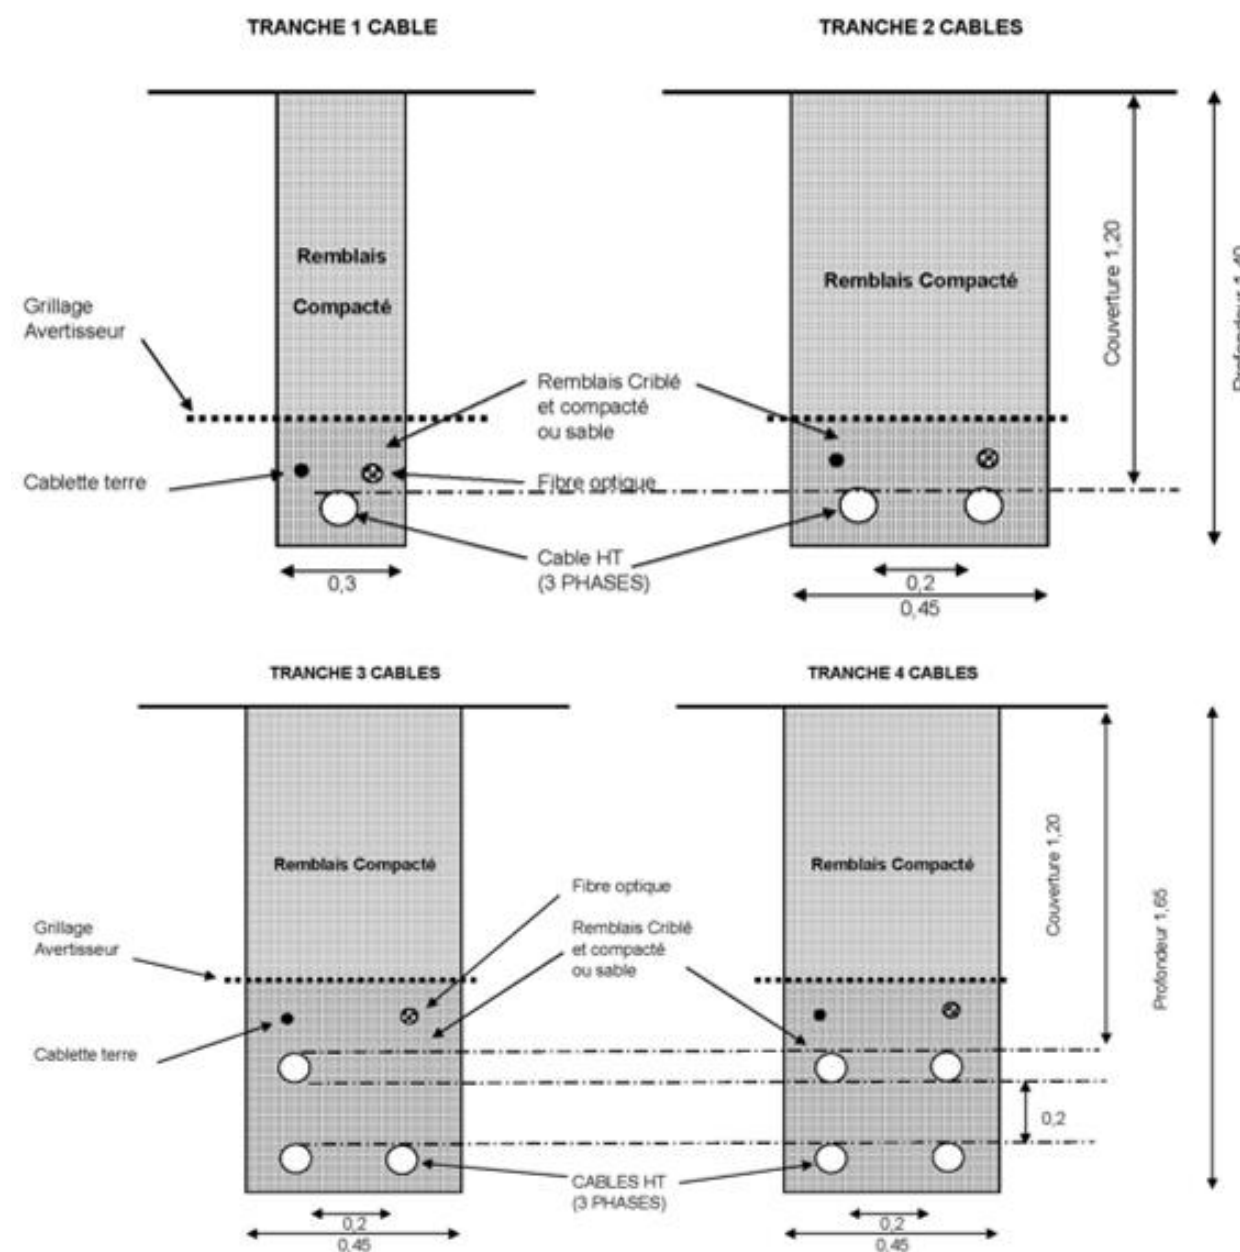 TRANCHE 1 CABLE
TRANCHE 2 CABLES
Remblais
Compacté
Remblais Compacté
Couverture 1,20
Profondeur 1,40
Grillage
Avertisseur
Remblais Criblé
et compacté
ou sable
Cablette terre
Fibre optique
Cable HT
(3 PHASES)
0,3
0,2
0,45
TRANCHE 3 CABLES
TRANCHE 4 CABLES
Remblais Compacté
Remblais Compacté
Couverture 1,20
Profondeur 1,65
Fibre optique
Grillage
Avertisseur
Remblais Criblé
et compacté
ou sable
Cablette terre
0,2
CABLES HT
(3 PHASES)
0,2
0,45
0,2
0,45